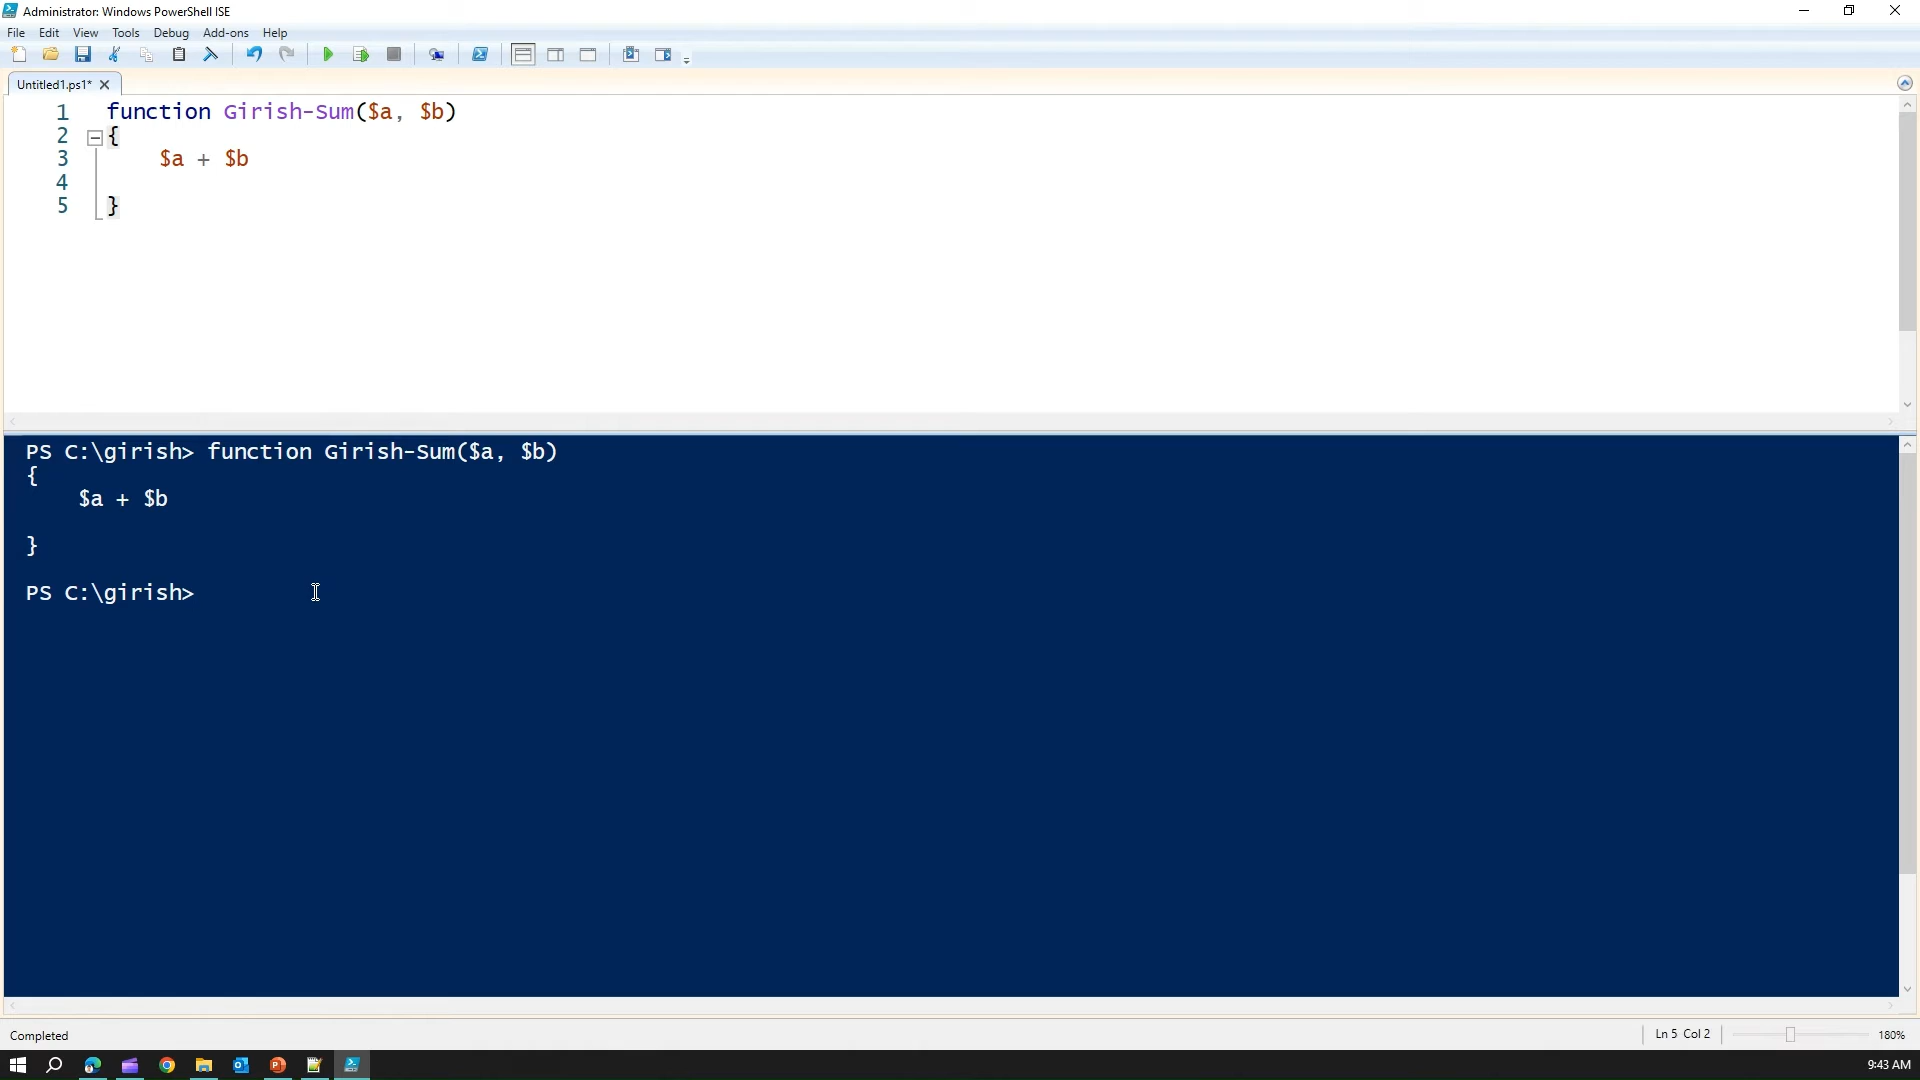 Administrator: Windows PowerShell ISE
File Edit View Tools Debug Add-ons Help
Untitled1.ps1*
1 function Girish-Sum($a, $b)
2 {
3     $a + $b
4
5 }
PS C:\girish> function Girish-Sum($a, $b)
{
    $a + $b
}
PS C:\girish>
Completed
Ln 5 Col 2
180%
9:43 AM